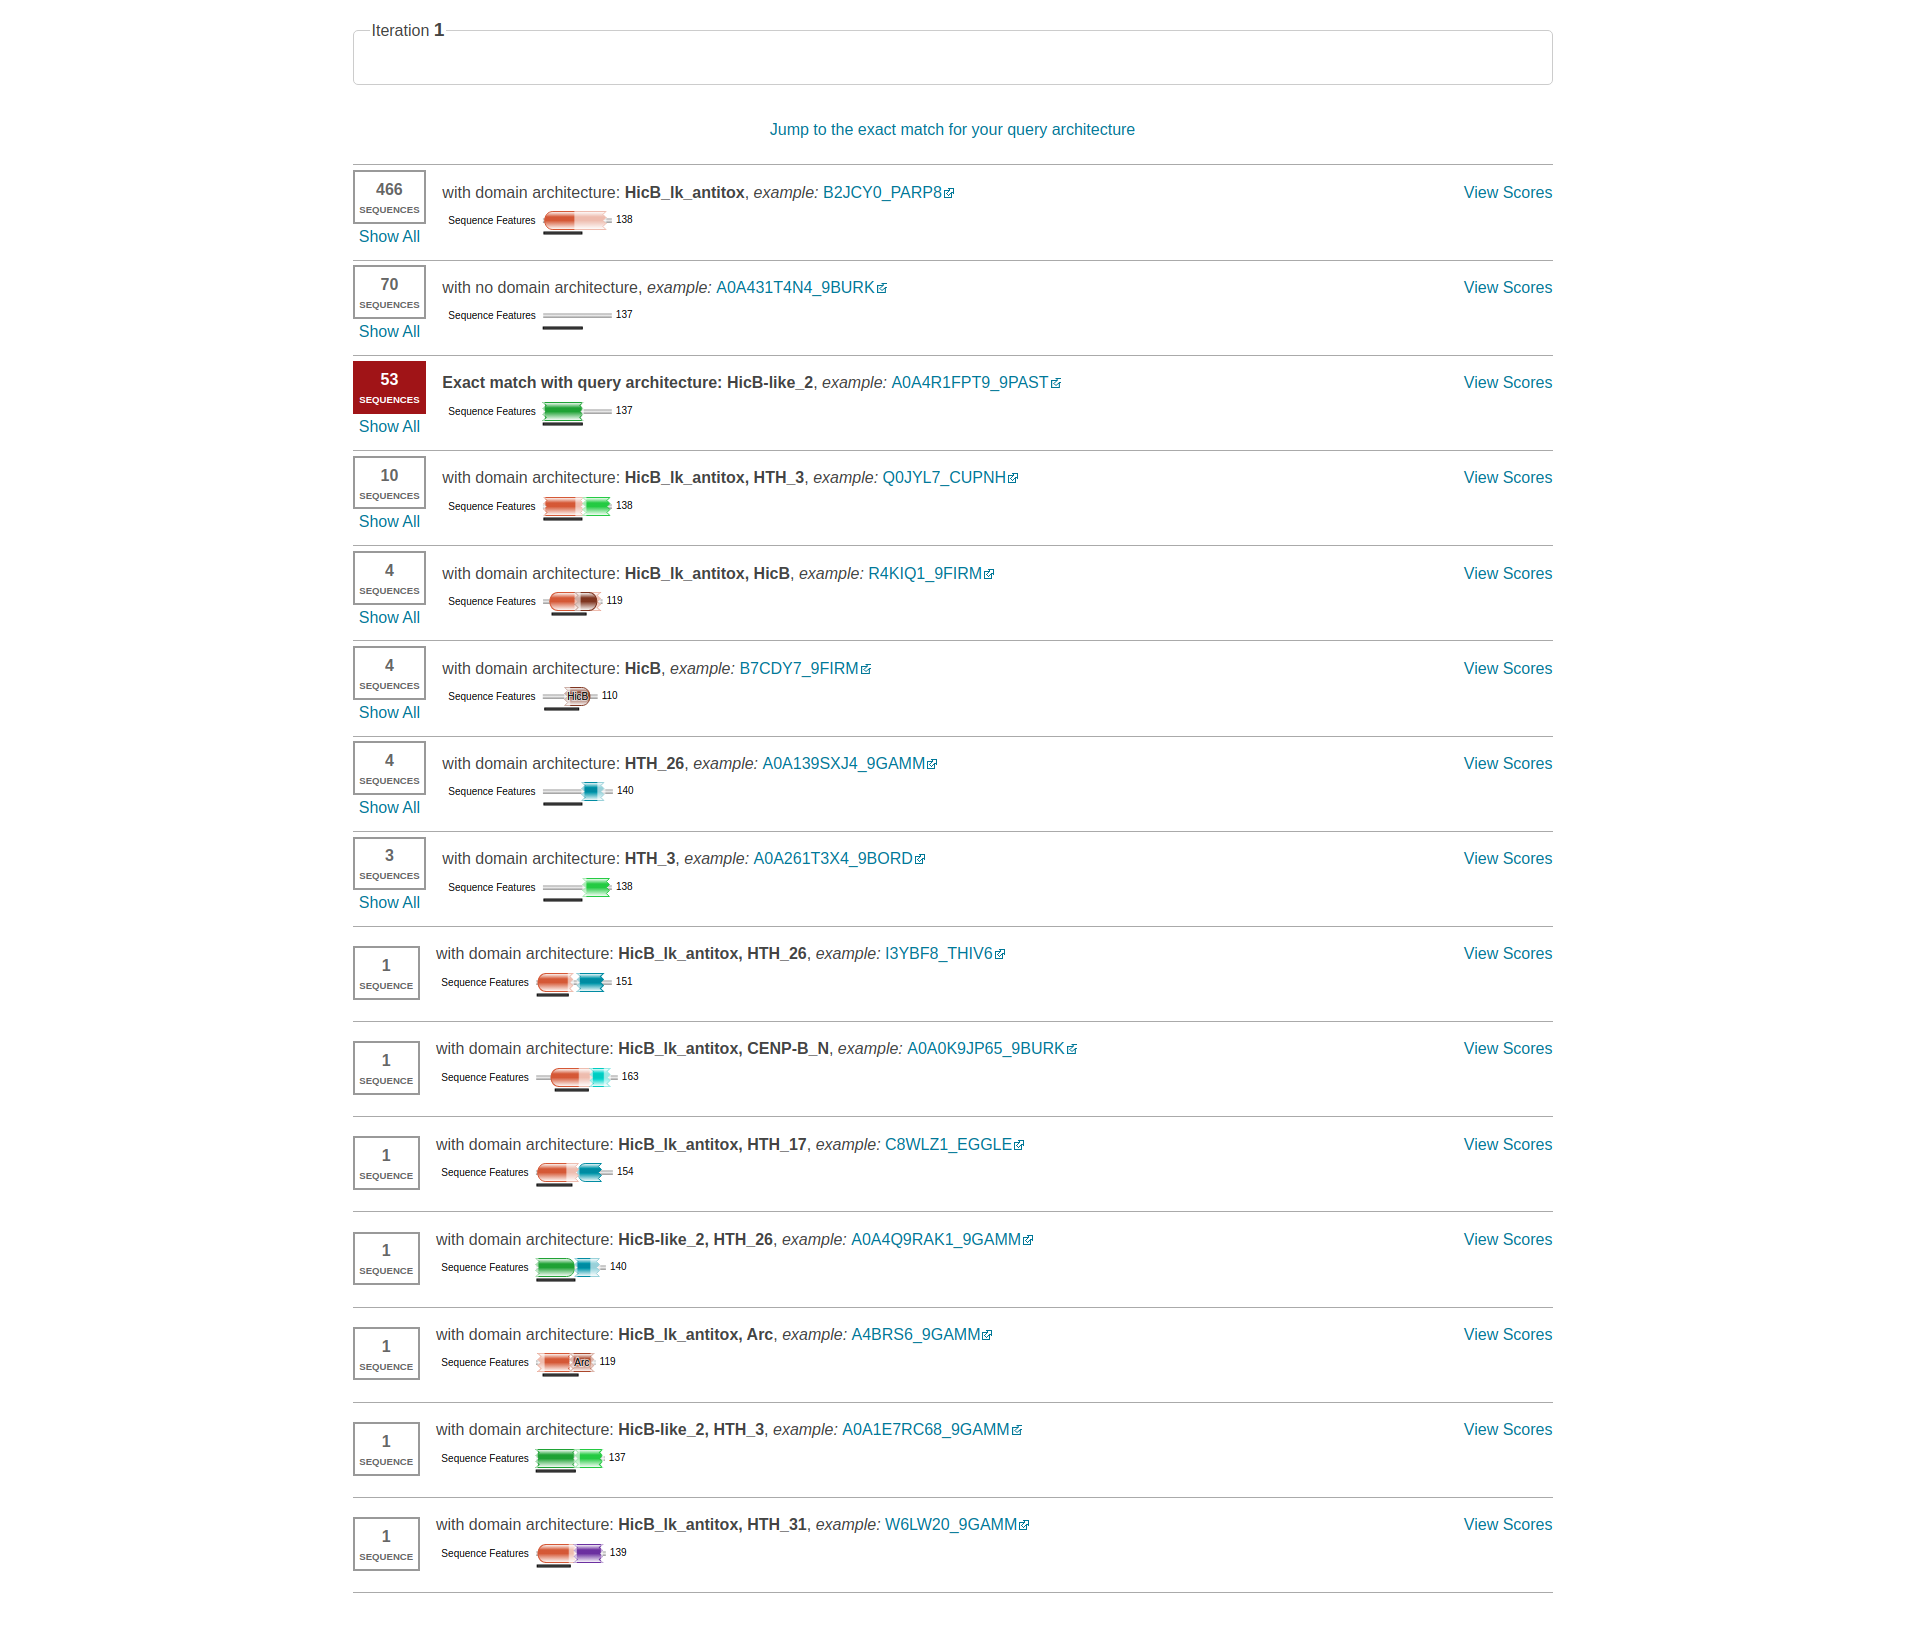 Iteration 1
Jump to the exact match for your query architecture
466
SEQUENCES
Show All
with domain architecture: HicB_lk_antitox, example: B2JCY0_PARP8
View Scores
Sequence Features 138
70
SEQUENCES
Show All
with no domain architecture, example: A0A431T4N4_9BURK
View Scores
Sequence Features 137
53
SEQUENCES
Show All
Exact match with query architecture: HicB-like_2, example: A0A4R1FPT9_9PAST
View Scores
Sequence Features 137
10
SEQUENCES
Show All
with domain architecture: HicB_lk_antitox, HTH_3, example: Q0JYL7_CUPNH
View Scores
Sequence Features 138
4
SEQUENCES
Show All
with domain architecture: HicB_lk_antitox, HicB, example: R4KIQ1_9FIRM
View Scores
Sequence Features 119
4
SEQUENCES
Show All
with domain architecture: HicB, example: B7CDY7_9FIRM
View Scores
Sequence Features HicB 110
4
SEQUENCES
Show All
with domain architecture: HTH_26, example: A0A139SXJ4_9GAMM
View Scores
Sequence Features 140
3
SEQUENCES
Show All
with domain architecture: HTH_3, example: A0A261T3X4_9BORD
View Scores
Sequence Features 138
1
SEQUENCE
with domain architecture: HicB_lk_antitox, HTH_26, example: I3YBF8_THIV6
View Scores
Sequence Features 151
1
SEQUENCE
with domain architecture: HicB_lk_antitox, CENP-B_N, example: A0A0K9JP65_9BURK
View Scores
Sequence Features 163
1
SEQUENCE
with domain architecture: HicB_lk_antitox, HTH_17, example: C8WLZ1_EGGLE
View Scores
Sequence Features 154
1
SEQUENCE
with domain architecture: HicB-like_2, HTH_26, example: A0A4Q9RAK1_9GAMM
View Scores
Sequence Features 140
1
SEQUENCE
with domain architecture: HicB_lk_antitox, Arc, example: A4BRS6_9GAMM
View Scores
Sequence Features Arc 119
1
SEQUENCE
with domain architecture: HicB-like_2, HTH_3, example: A0A1E7RC68_9GAMM
View Scores
Sequence Features 137
1
SEQUENCE
with domain architecture: HicB_lk_antitox, HTH_31, example: W6LW20_9GAMM
View Scores
Sequence Features 139